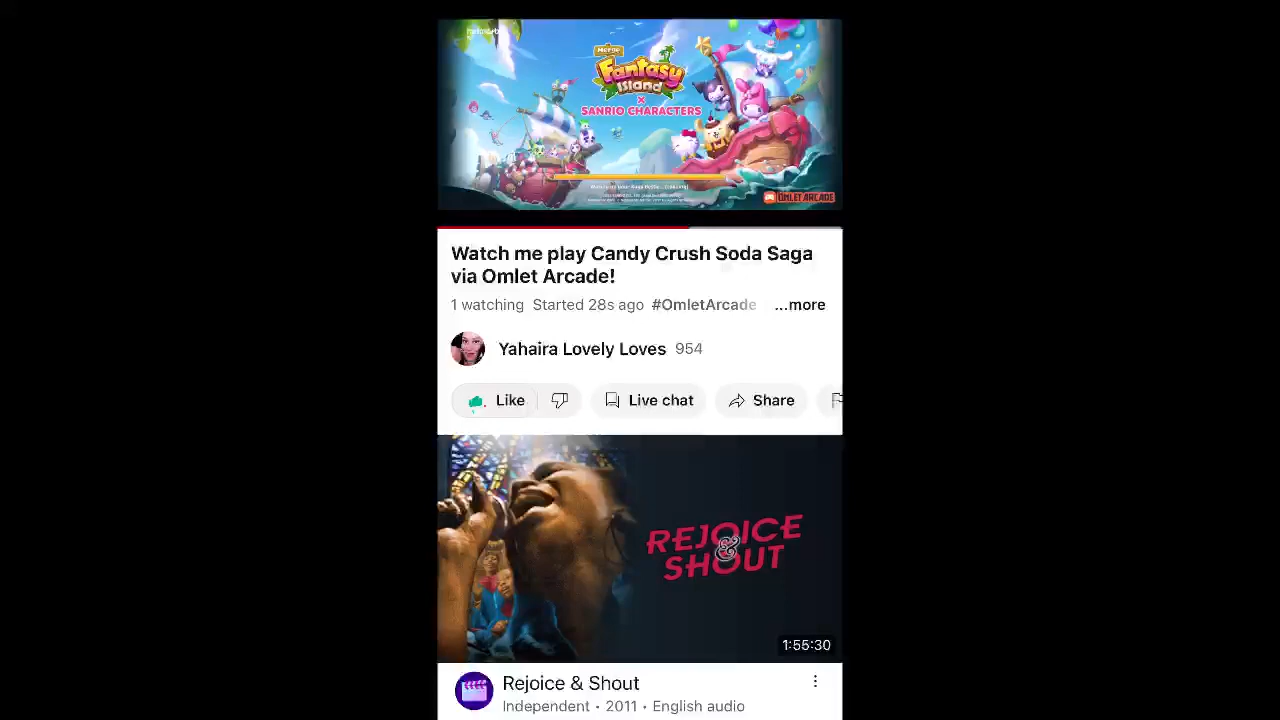 Merge
Fantasy
Island
X
SANRIO CHARACTERS
OMLET ARCADE
Watch me play Candy Crush Soda Saga
via Omlet Arcade!
1 watching Started 28s ago #OmletArcade ...more
Yahaira Lovely Loves 954
Like Live chat Share
REJOICE
&
SHOUT
1:55:30
Rejoice & Shout
Independent • 2011 • English audio